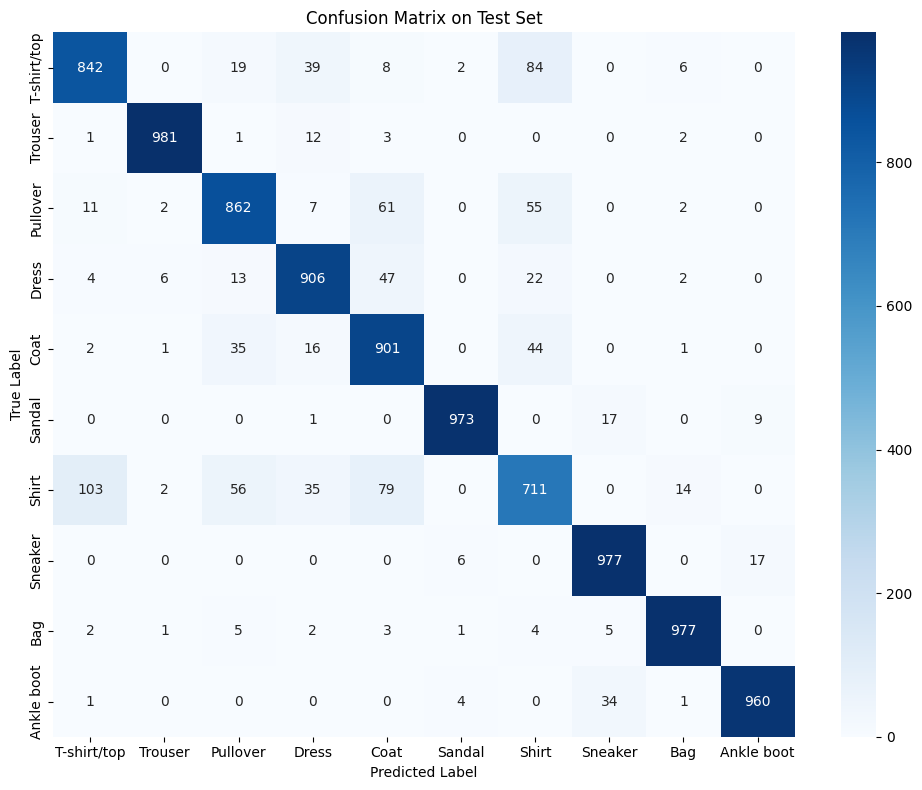 Confusion Matrix on Test Set
True Label
T-shirt/top 842 0 19 39 8 2 84 0 6 0
Trouser 1 981 1 12 3 0 0 0 2 0
Pullover 11 2 862 7 61 0 55 0 2 0
Dress 4 6 13 906 47 0 22 0 2 0
Coat 2 1 35 16 901 0 44 0 1 0
Sandal 0 0 0 1 0 973 0 17 0 9
Shirt 103 2 56 35 79 0 711 0 14 0
Sneaker 0 0 0 0 0 6 0 977 0 17
Bag 2 1 5 2 3 1 4 5 977 0
Ankle boot 1 0 0 0 0 4 0 34 1 960
T-shirt/top Trouser Pullover Dress Coat Sandal Shirt Sneaker Bag Ankle boot
Predicted Label
800
600
400
200
0